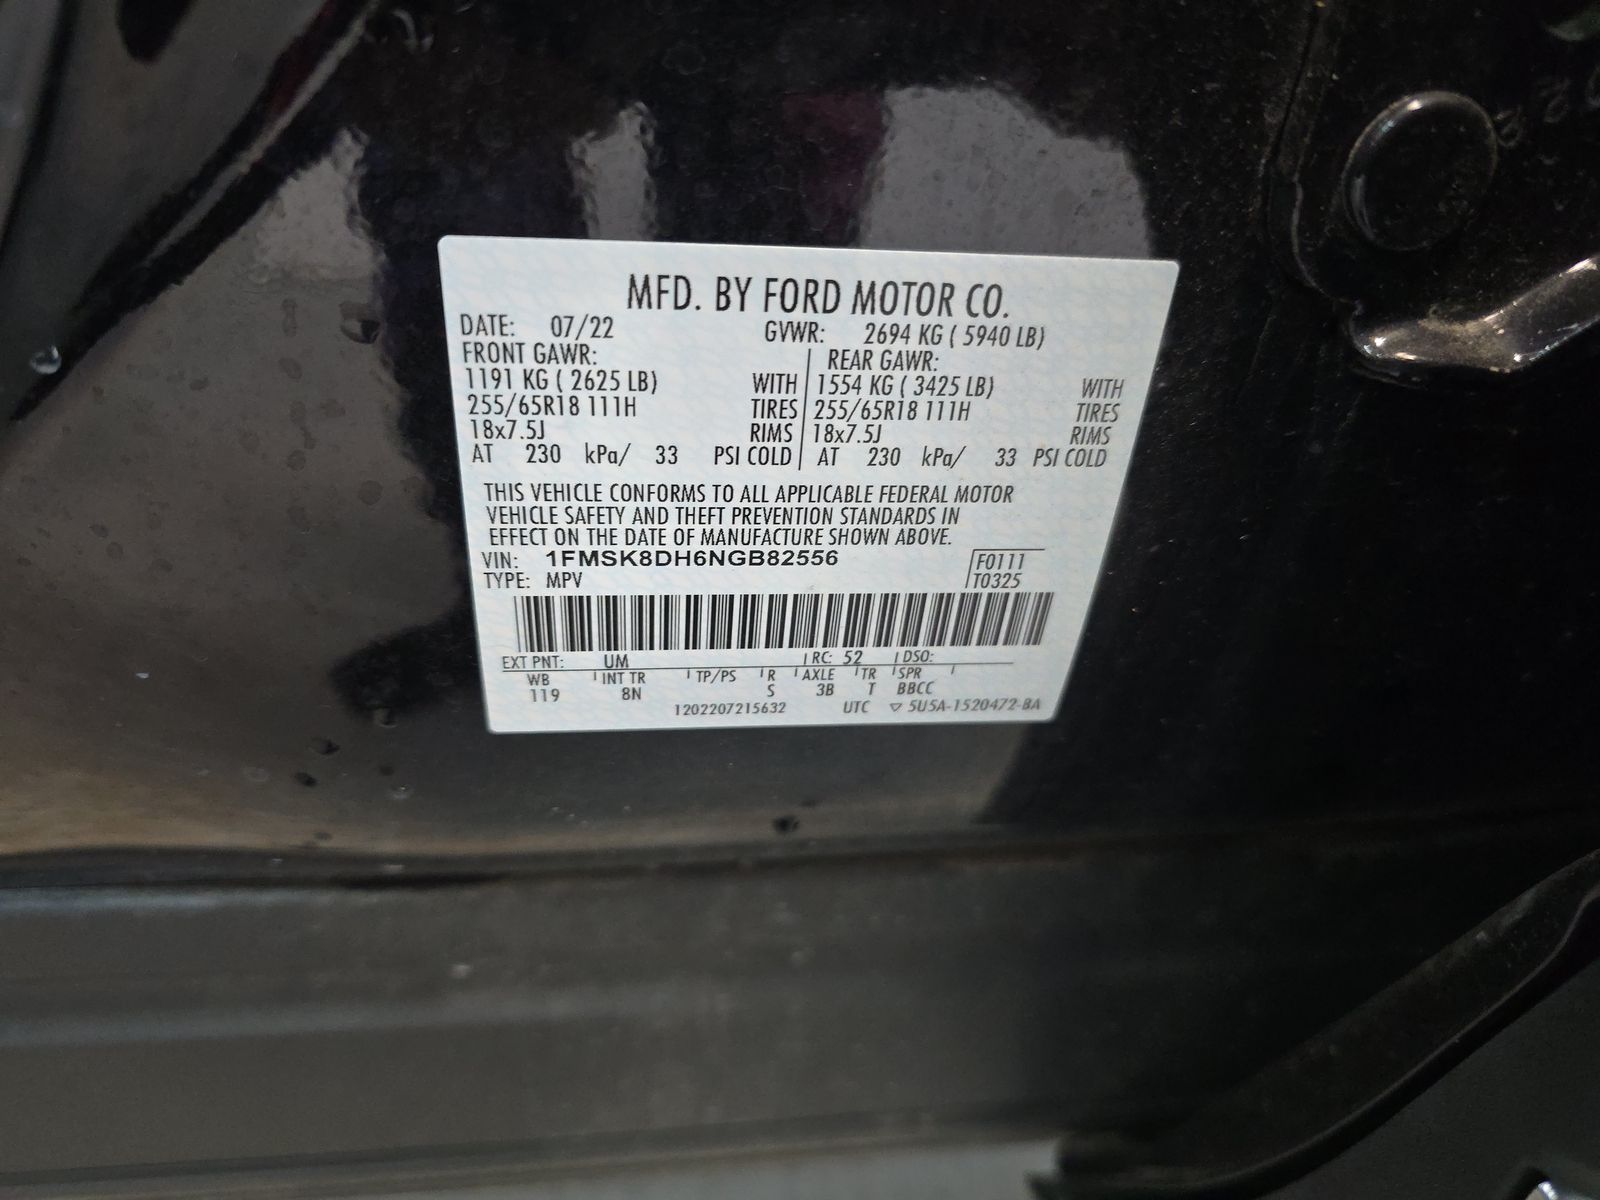 MFD. BY FORD MOTOR CO.
DATE: 07/22 GVWR: 2694 KG ( 5940 LB)
FRONT GAWR: REAR GAWR:
1191 KG ( 2625 LB) WITH 1554 KG ( 3425 LB) WITH
255/65R18 111H TIRES 255/65R18 111H TIRES
18x7.5J RIMS 18x7.5J RIMS
AT 230 kPa/ 33 PSI COLD AT 230 kPa/ 33 PSI COLD
THIS VEHICLE CONFORMS TO ALL APPLICABLE FEDERAL MOTOR
VEHICLE SAFETY AND THEFT PREVENTION STANDARDS IN
EFFECT ON THE DATE OF MANUFACTURE SHOWN ABOVE.
VIN: 1FMSK8DH6NGB82556 F0111
TYPE: MPV T0325
EXT PNT: UM RC: 52 DSO:
WB INT TR TP/PS R AXLE TR SPR
119 8N S 3B T BBCC
1202207215632 UTC ▽ 5U5A-1520472-BA